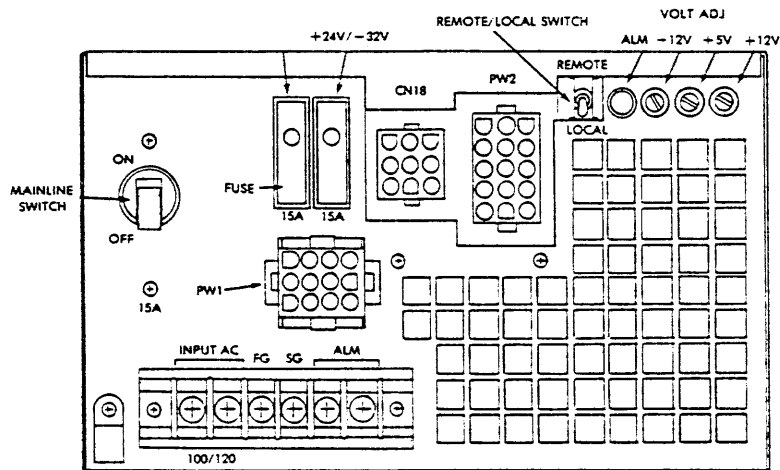 VOLT ADJ
REMOTE/LOCAL SWITCH
+24V/-32V
ALM -12V +5V +12V
REMOTE
PW2
CN18
LOCAL
ON
MAINLINE
SWITCH
OFF
FUSE
15A 15A
PW1
15A
INPUT AC FG SG ALM
100/120